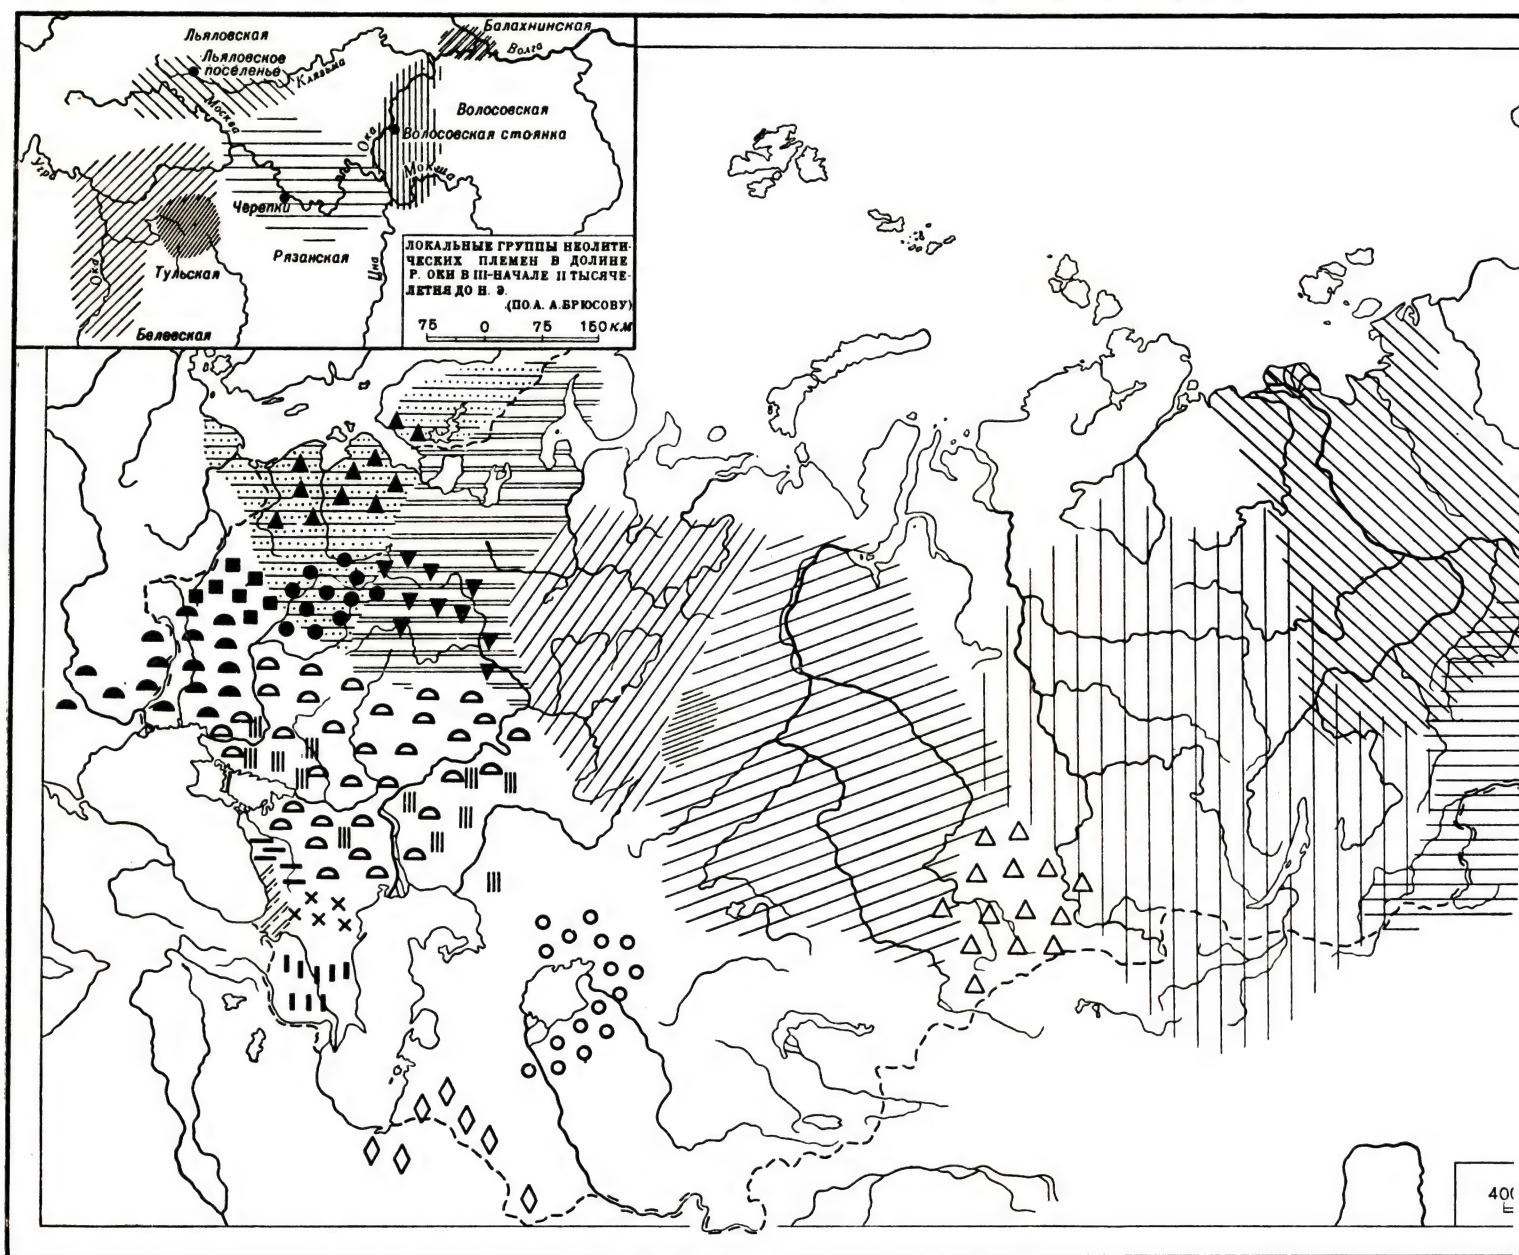 Балахнинская
Льяловская
Волга
Льяловское
поселенье
Клязьма
Москва
Волосовская
Ока
Волосовская стоянка
Угра
Мокша
Черепки
Рязанская
Тульская
Ока
Цна
Белевская
ЛОКАЛЬНЫЕ ГРУППЫ НЕОЛИТИ-
ЧЕСКИХ ПЛЕМЕН В ДОЛИНЕ
Р. ОКИ В III-НАЧАЛЕ II ТЫСЯЧЕ-
ЛЕТИЯ ДО Н. Э.
(ПО А. А. БРЮСОВУ)
75 0 75 150 КМ
400